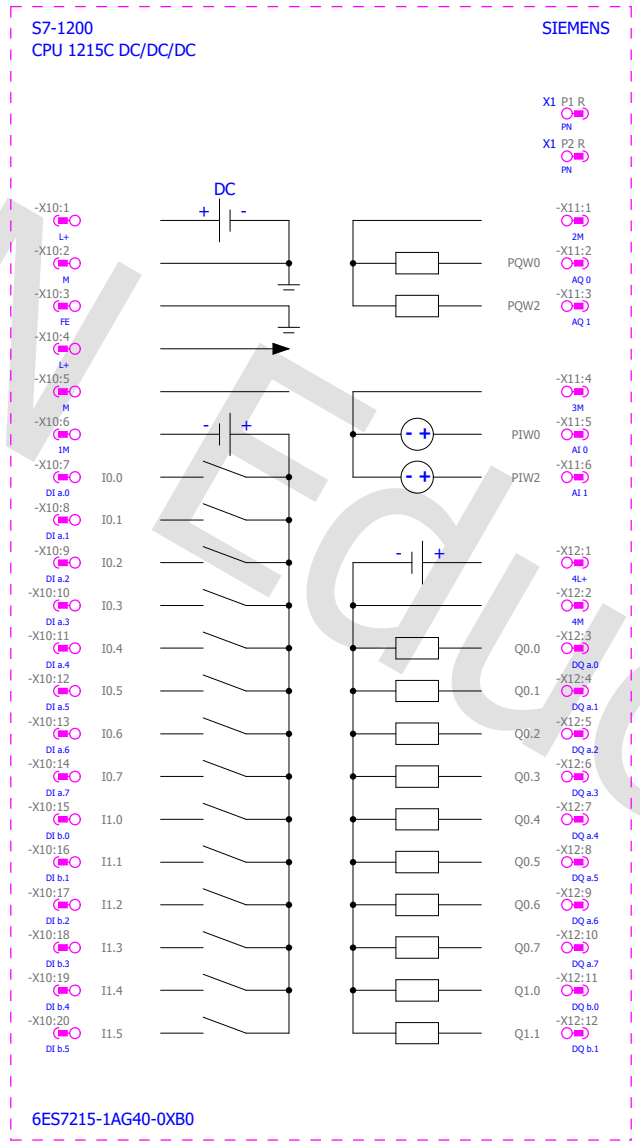 S7-1200 SIEMENS
CPU 1215C DC/DC/DC
X1 P1 R
PN
X1 P2 R
PN
DC
-X10:1 + - -X11:1
L+ 2M
-X10:2 PQW0 -X11:2
M AQ 0
-X10:3 PQW2 -X11:3
FE AQ 1
-X10:4
L+
-X10:5 -X11:4
M 3M
-X10:6 - + - + PIW0 -X11:5
1M AI 0
-X10:7 I0.0 - + PIW2 -X11:6
DI a.0 AI 1
-X10:8 I0.1
DI a.1
-X10:9 I0.2 - + -X12:1
DI a.2 4L+
-X10:10 I0.3 -X12:2
DI a.3 4M
-X10:11 I0.4 Q0.0 -X12:3
DI a.4 DQ a.0
-X10:12 I0.5 Q0.1 -X12:4
DI a.5 DQ a.1
-X10:13 I0.6 Q0.2 -X12:5
DI a.6 DQ a.2
-X10:14 I0.7 Q0.3 -X12:6
DI a.7 DQ a.3
-X10:15 I1.0 Q0.4 -X12:7
DI b.0 DQ a.4
-X10:16 I1.1 Q0.5 -X12:8
DI b.1 DQ a.5
-X10:17 I1.2 Q0.6 -X12:9
DI b.2 DQ a.6
-X10:18 I1.3 Q0.7 -X12:10
DI b.3 DQ a.7
-X10:19 I1.4 Q1.0 -X12:11
DI b.4 DQ b.0
-X10:20 I1.5 Q1.1 -X12:12
DI b.5 DQ b.1
6ES7215-1AG40-0XB0